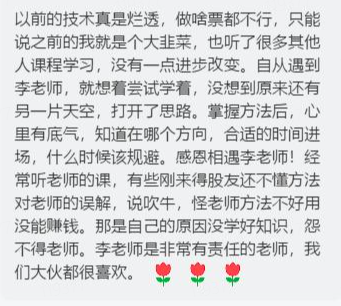 以前的技术真是烂透，做啥票都不行，只能
说之前的我就是个大韭菜，也听了很多其他
人课程学习，没有一点进步改变。自从遇到
李老师，就想着尝试学着，没想到原来还有
另一片天空，打开了思路。掌握方法后，心
里有底气，知道在哪个方向，合适的时间进
场，什么时候该规避。感恩相遇李老师！经
常听老师的课，有些刚来得股友还不懂方法
对老师的误解，说吹牛，怪老师方法不好用
没能赚钱。那是自己的原因没学好知识，怨
不得老师。李老师是非常有责任的老师，我
们大伙都很喜欢。🌹🌹🌹